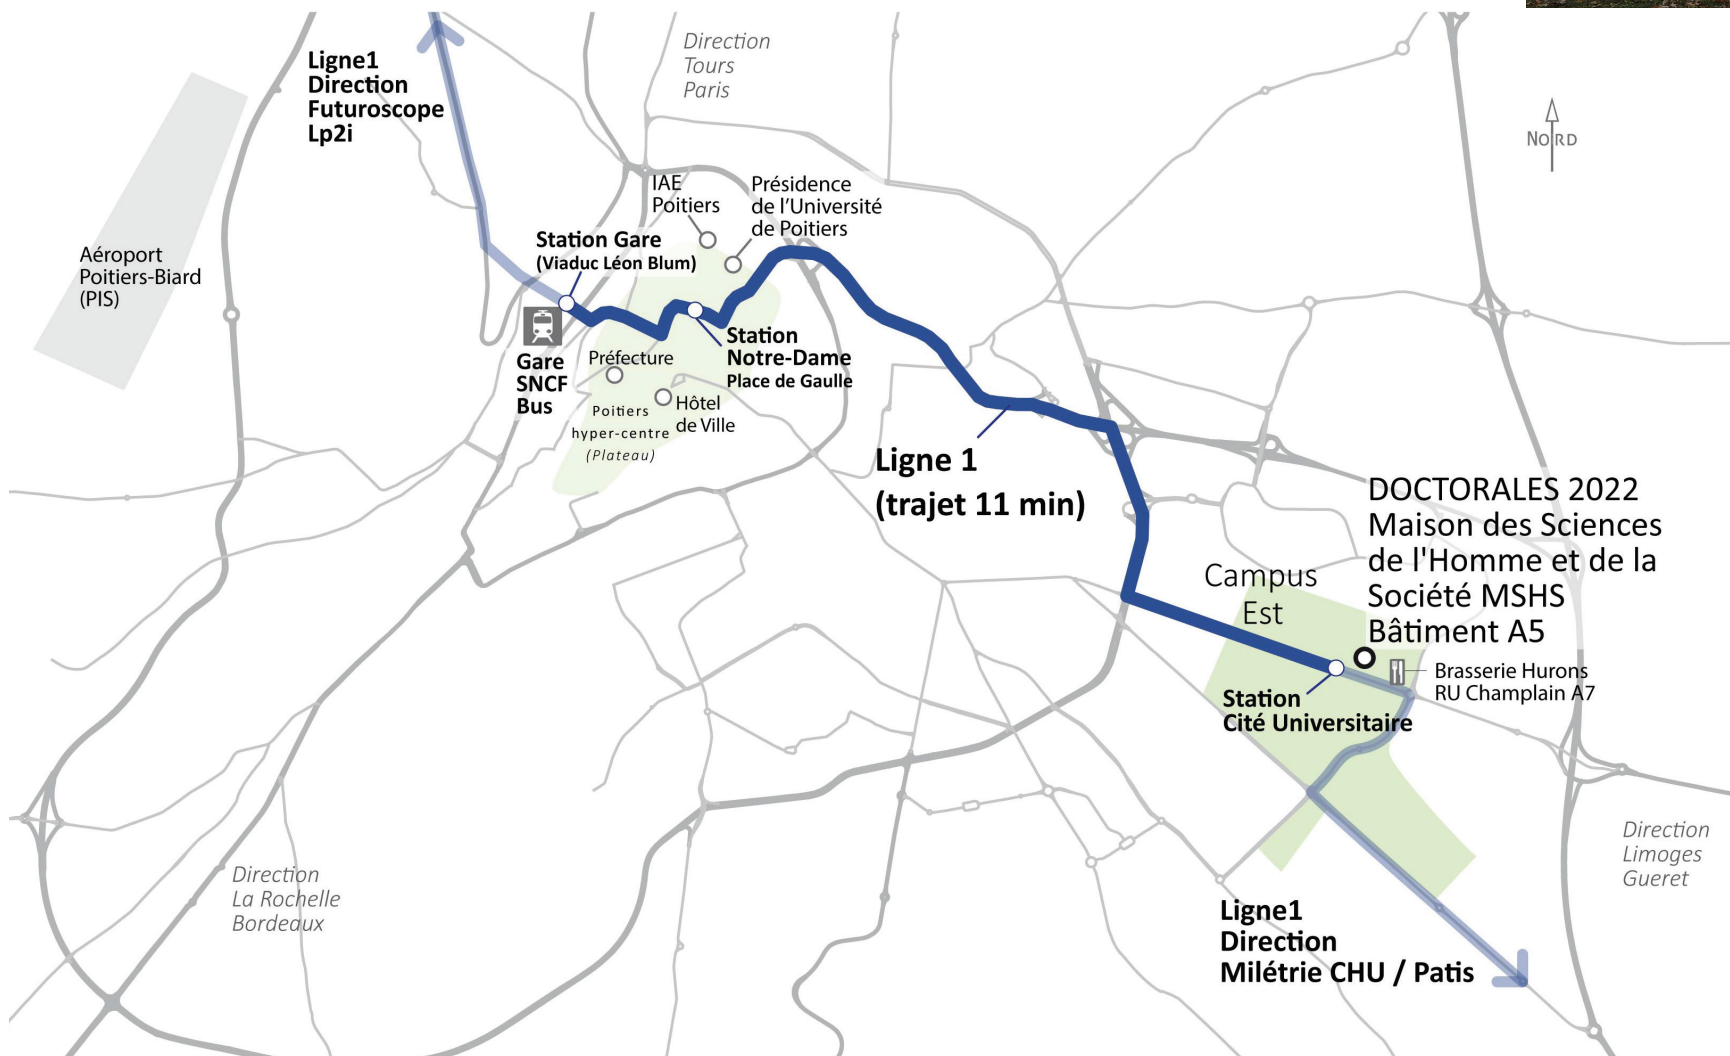 Ligne1
Direction
Futuroscope
Lp2i
Direction
Tours
Paris
NORD
Aéroport
Poitiers-Biard
(PIS)
IAE
Poitiers
Présidence
de l'Université
de Poitiers
Station Gare
(Viaduc Léon Blum)
Gare
SNCF
Bus
Station
Notre-Dame
Place de Gaulle
Préfecture
Hôtel
de Ville
Poitiers
hyper-centre
(Plateau)
Ligne 1
(trajet 11 min)
DOCTORALES 2022
Maison des Sciences
de l'Homme et de la
Société MSHS
Bâtiment A5
Campus
Est
Brasserie Hurons
RU Champlain A7
Station
Cité Universitaire
Direction
La Rochelle
Bordeaux
Direction
Limoges
Gueret
Ligne1
Direction
Milétrie CHU / Patis